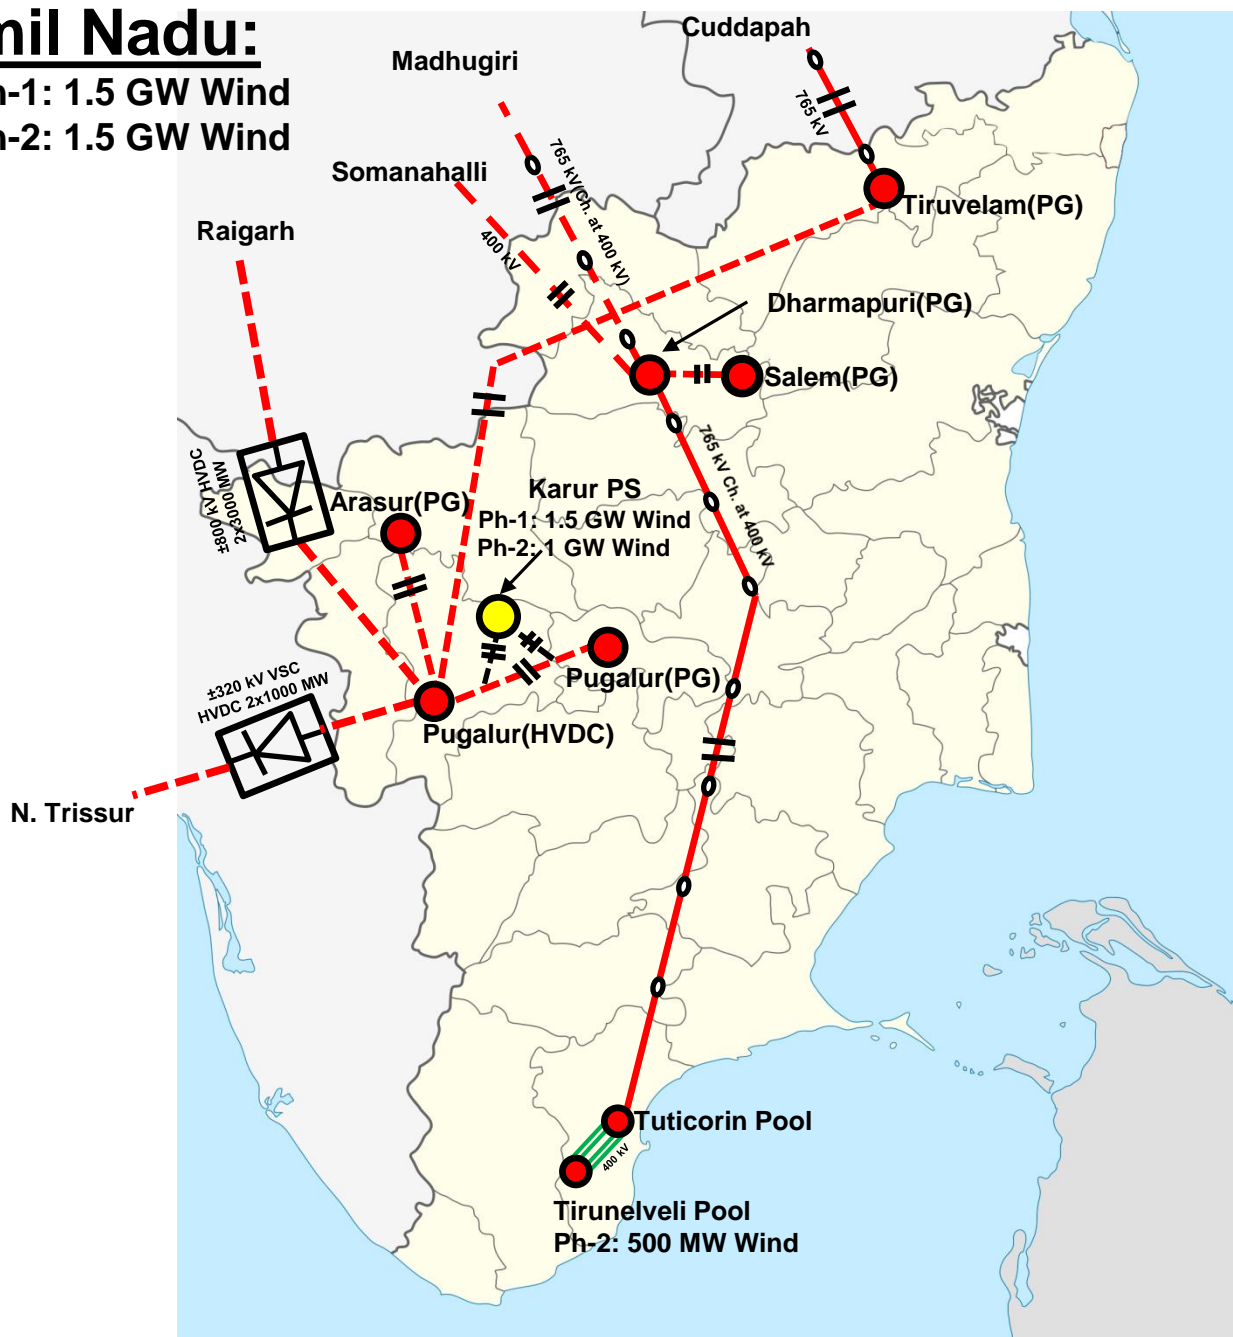 mil Nadu:
h-1: 1.5 GW Wind
h-2: 1.5 GW Wind
Cuddapah
Madhugiri
765 kV
Somanahalli
765 kV(Ch. at 400 kV)
Tiruvelam(PG)
Raigarh
400 kV
Dharmapuri(PG)
Salem(PG)
±800 kV HVDC
2x3000 MW
Arasur(PG)
Karur PS
Ph-1: 1.5 GW Wind
Ph-2: 1 GW Wind
765 kV Ch. at 400 kV
±320 kV VSC
HVDC 2x1000 MW
Pugalur(PG)
Pugalur(HVDC)
N. Trissur
Tuticorin Pool
400 kV
Tirunelveli Pool
Ph-2: 500 MW Wind